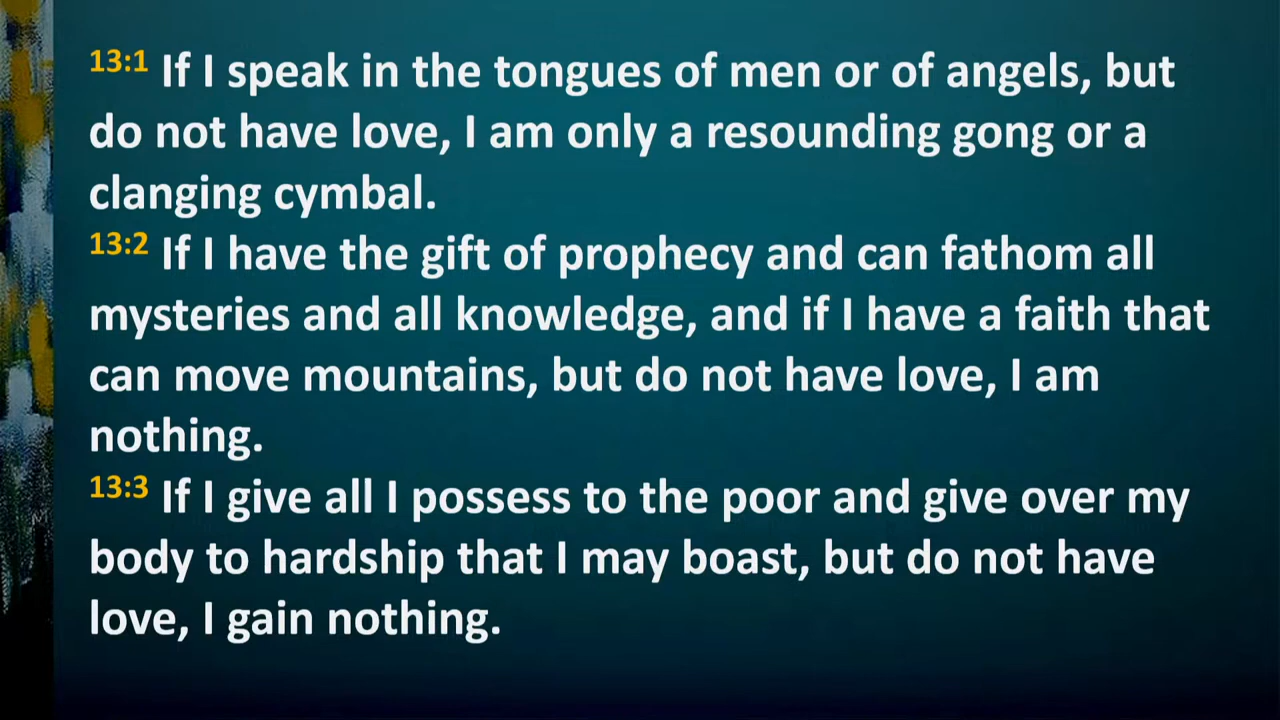 13:1 If I speak in the tongues of men or of angels, but
do not have love, I am only a resounding gong or a
clanging cymbal.
13:2 If I have the gift of prophecy and can fathom all
mysteries and all knowledge, and if I have a faith that
can move mountains, but do not have love, I am
nothing.
13:3 If I give all I possess to the poor and give over my
body to hardship that I may boast, but do not have
love, I gain nothing.